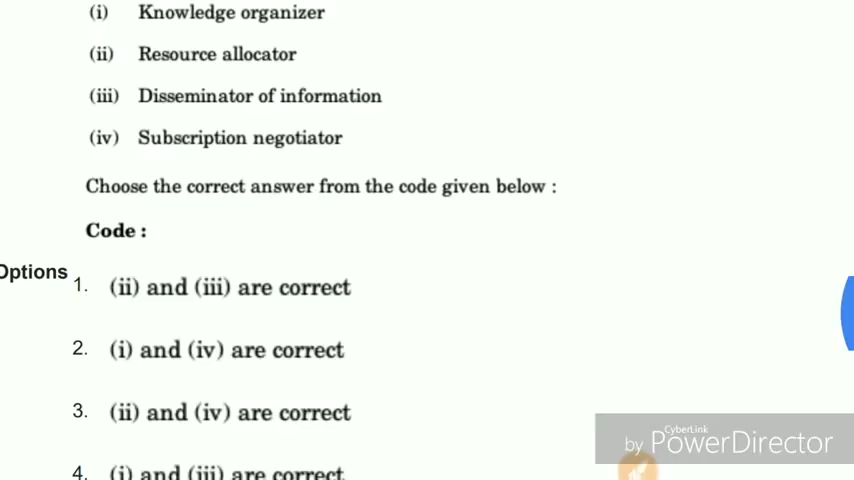 (i) Knowledge organizer
(ii) Resource allocator
(iii) Disseminator of information
(iv) Subscription negotiator
Choose the correct answer from the code given below :
Code :
Options
1. (ii) and (iii) are correct
2. (i) and (iv) are correct
3. (ii) and (iv) are correct
4. (i) and (iii) are correct
CyberLink
by PowerDirector